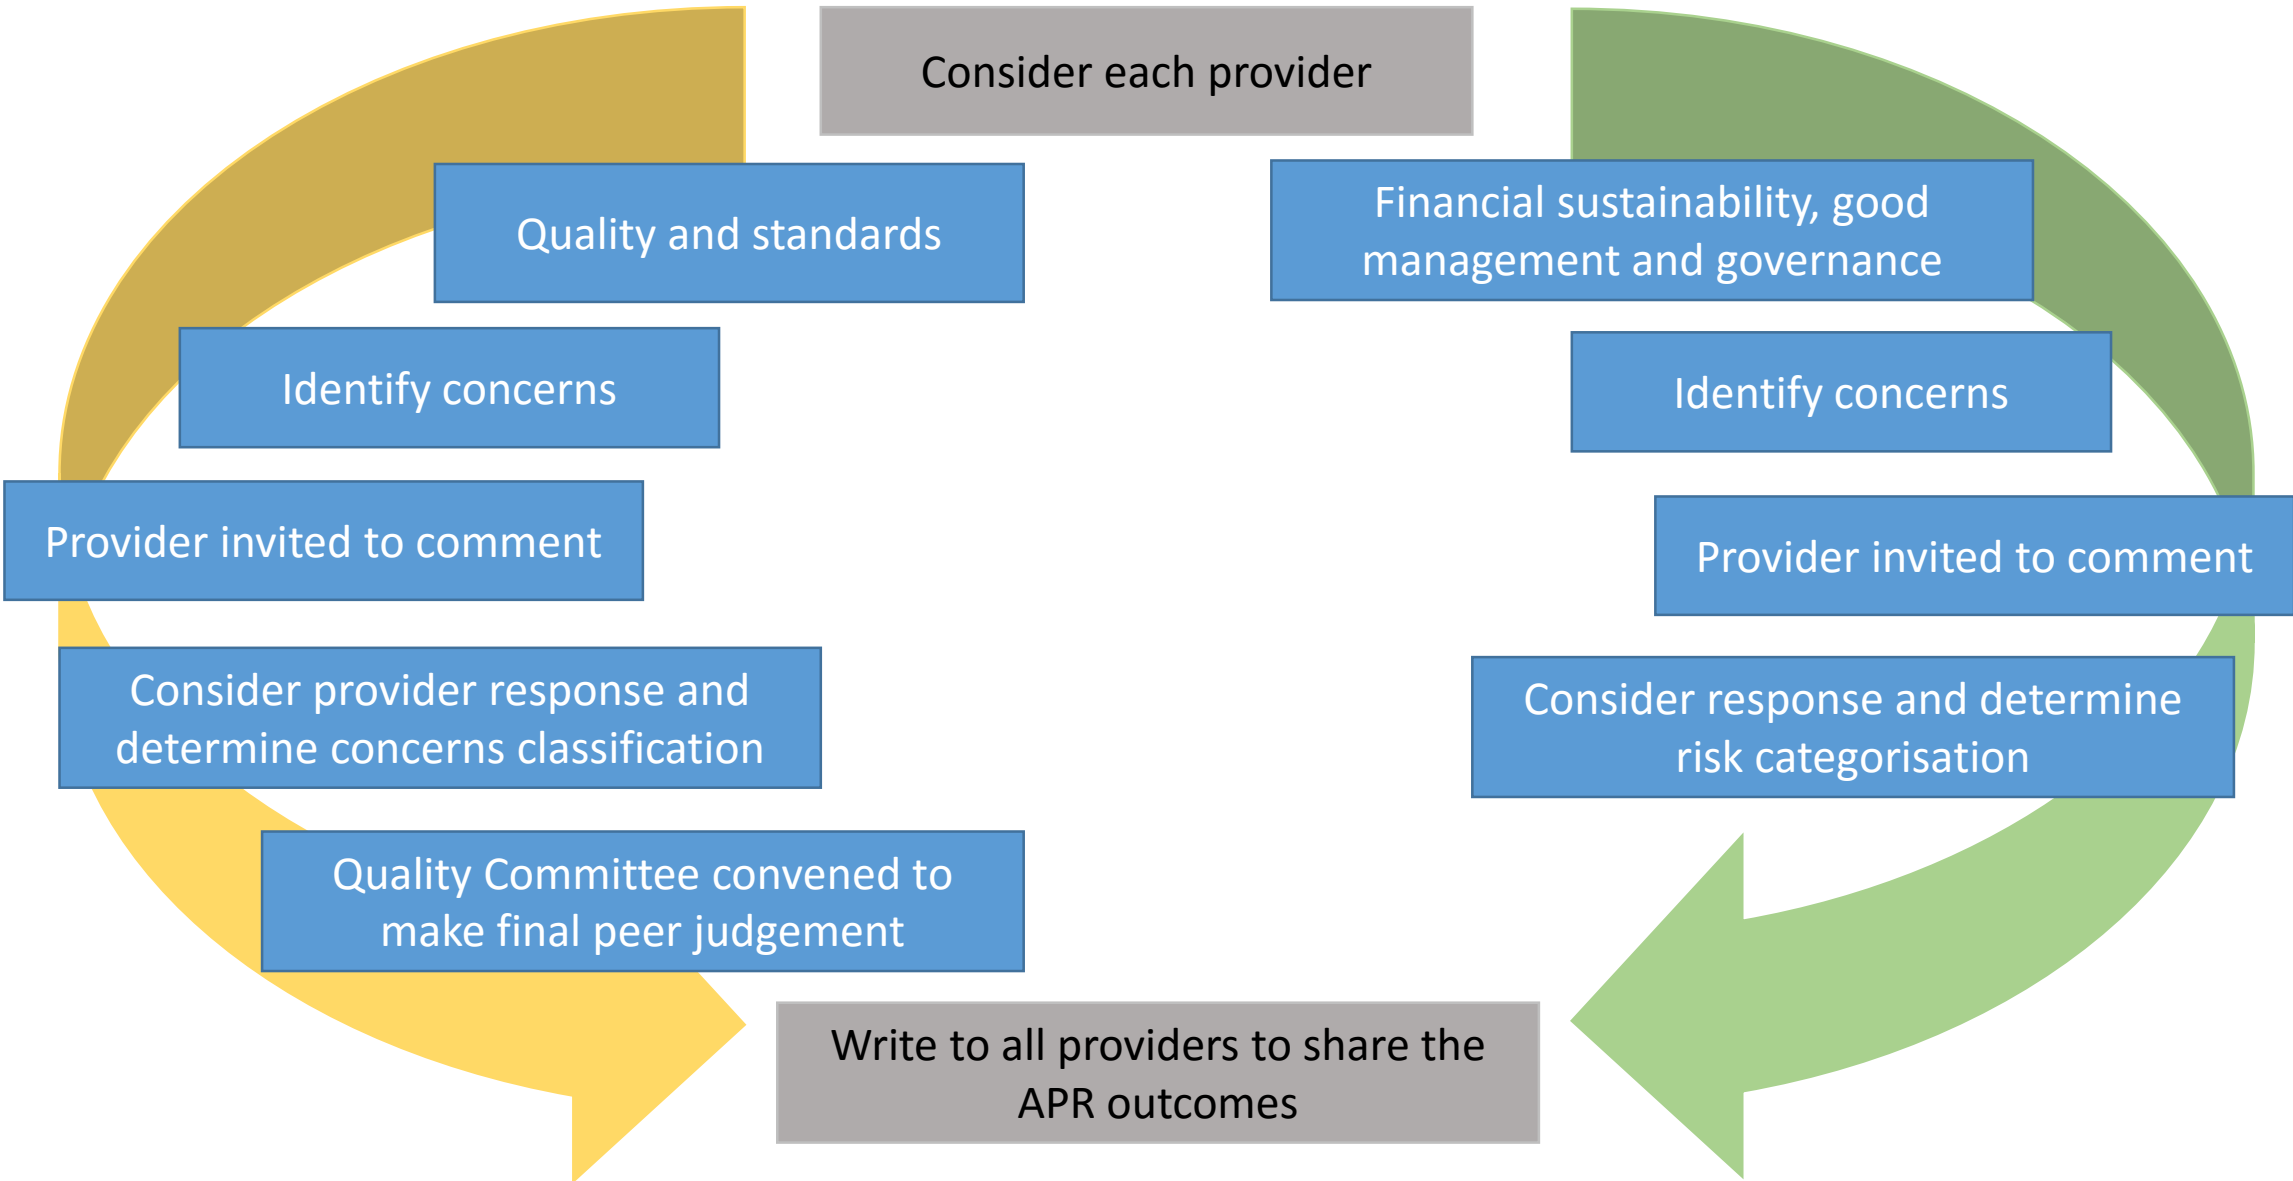 Consider each provider
Quality and standards
Identify concerns
Provider invited to comment
Consider provider response and
determine concerns classification
Quality Committee convened to
make final peer judgement
Financial sustainability, good
management and governance
Identify concerns
Provider invited to comment
Consider response and determine
risk categorisation
Write to all providers to share the
APR outcomes